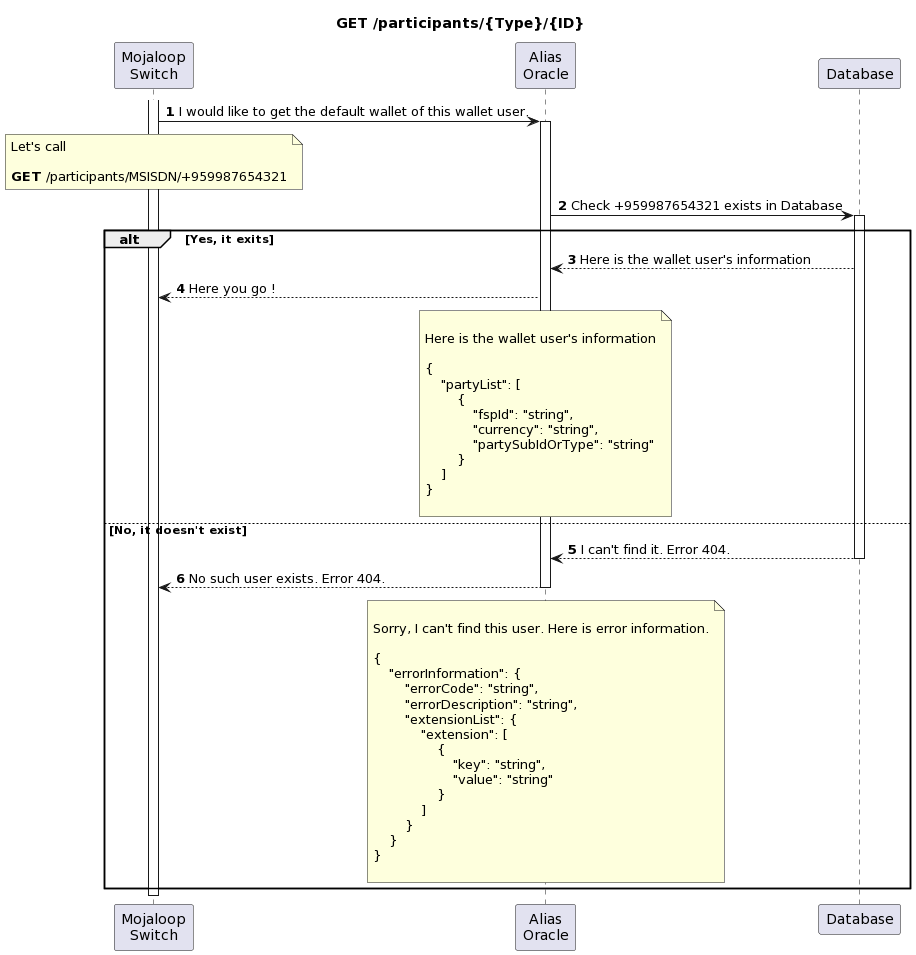 GET /participants/{Type}/{ID}
Mojaloop
Switch
Alias
Oracle
Database
1 I would like to get the default wallet of this wallet user.
Let's call
GET /participants/MSISDN/+959987654321
2 Check +959987654321 exists in Database
alt [Yes, it exits]
3 Here is the wallet user's information
4 Here you go !
Here is the wallet user's information
{
"partyList": [
{
"fspId": "string",
"currency": "string",
"partySubIdOrType": "string"
}
]
}
[No, it doesn't exist]
5 I can't find it. Error 404.
6 No such user exists. Error 404.
Sorry, I can't find this user. Here is error information.
{
"errorInformation": {
"errorCode": "string",
"errorDescription": "string",
"extensionList": {
"extension": [
{
"key": "string",
"value": "string"
}
]
}
}
}
Mojaloop
Switch
Alias
Oracle
Database